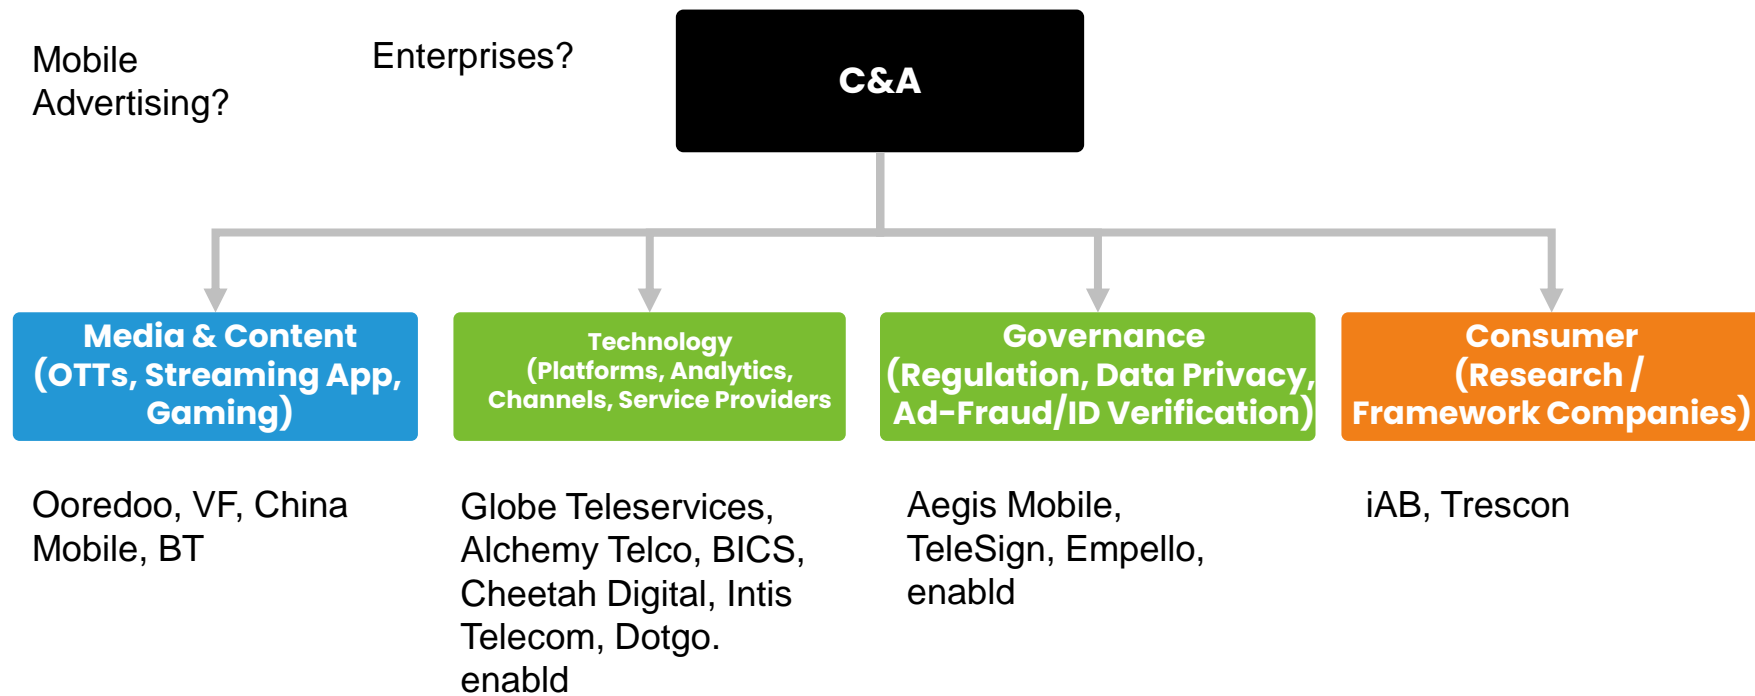 Mobile
Advertising?
Enterprises?
C&A
Media & Content
(OTTs, Streaming App,
Gaming)
Technology
(Platforms, Analytics,
Channels, Service Providers
Governance
(Regulation, Data Privacy,
Ad-Fraud/ID Verification)
Consumer
(Research /
Framework Companies)
Ooredoo, VF, China
Mobile, BT
Globe Teleservices,
Alchemy Telco, BICS,
Cheetah Digital, Intis
Telecom, Dotgo.
enabld
Aegis Mobile,
TeleSign, Empello,
enabld
iAB, Trescon